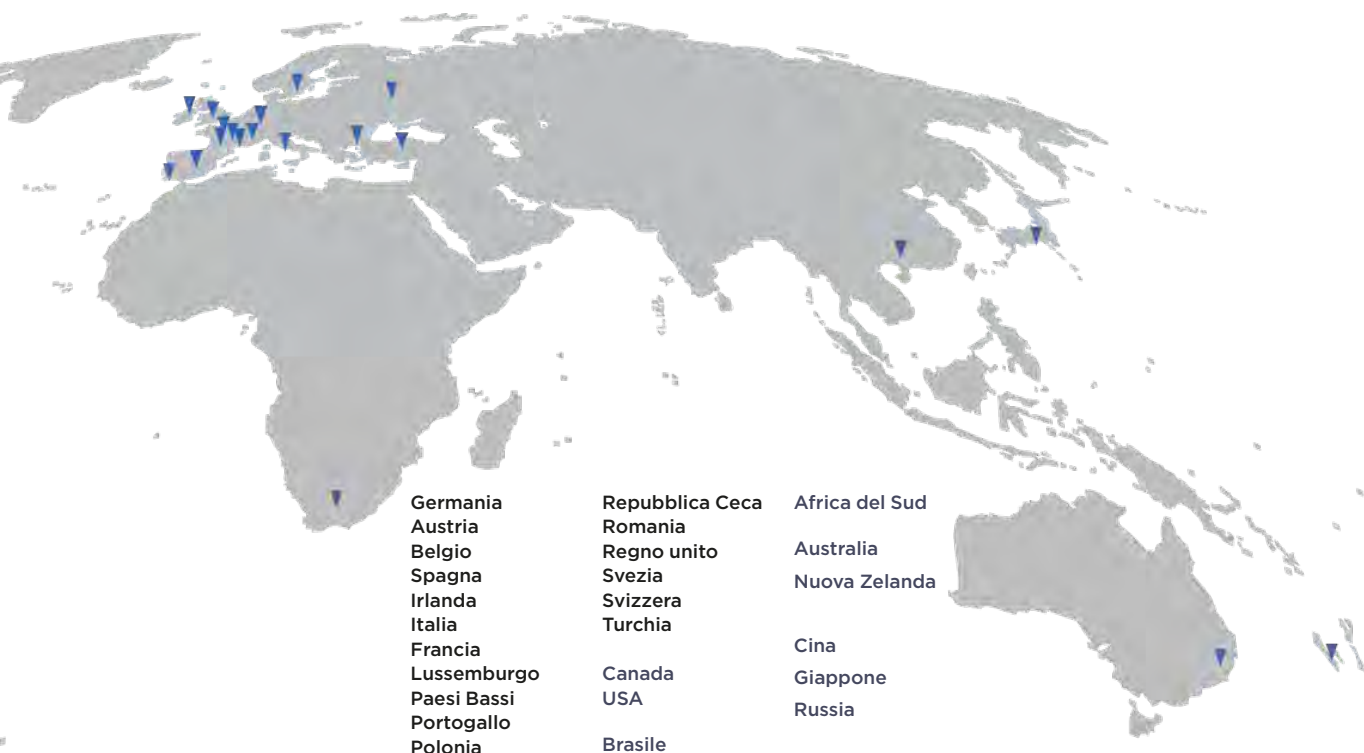 Germania
Austria
Belgio
Spagna
Irlanda
Italia
Francia
Lussemburgo
Paesi Bassi
Portogallo
Polonia
Repubblica Ceca
Romania
Regno unito
Svezia
Svizzera
Turchia
Canada
USA
Brasile
Africa del Sud
Australia
Nuova Zelanda
Cina
Giappone
Russia